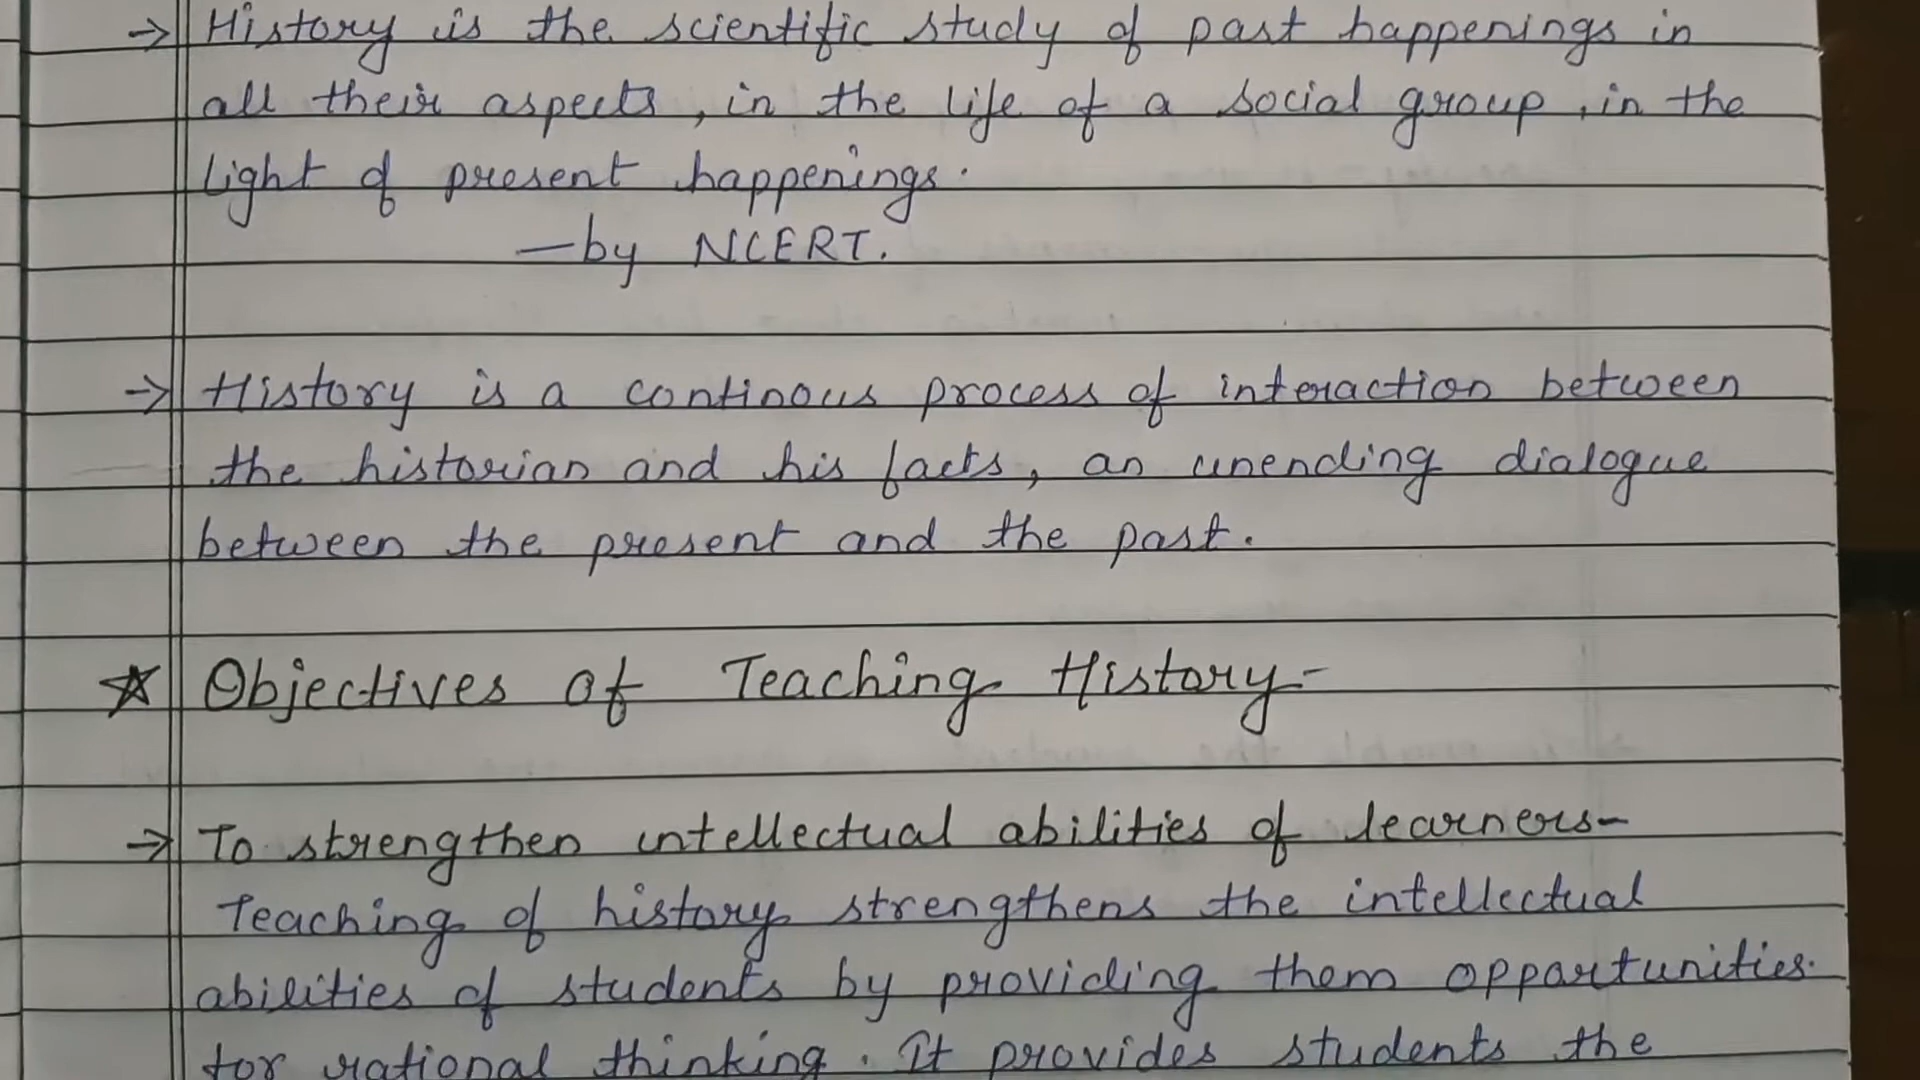 → History is the scientific study of past happenings in
all their aspects, in the life of a social group, in the
light of present happenings.
—by NCERT.
→ History is a continous process of interaction between
the historian and his facts, an unending dialogue
between the present and the past.
☆ Objectives of Teaching History-
→ To strengthen intellectual abilities of learners-
Teaching of history strengthens the intellectual
abilities of students by providing them opportunities
for rational thinking. It provides students the